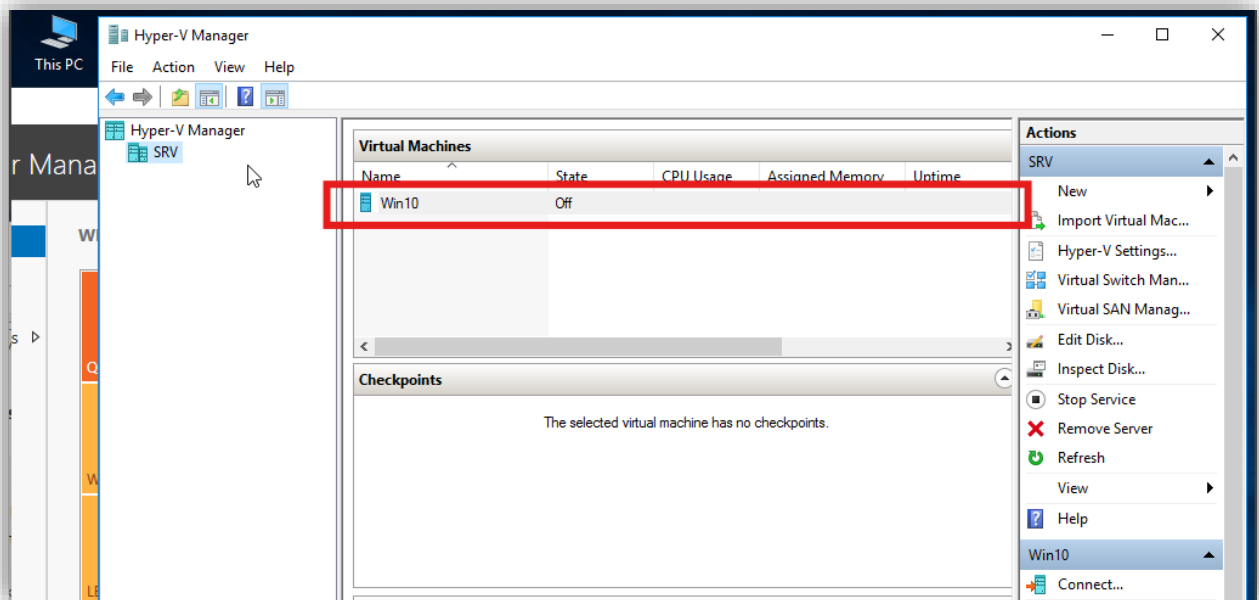 This PC
Hyper-V Manager
File Action View Help
Hyper-V Manager
SRV
r Mana
Virtual Machines
Name State CPU Usage Assigned Memory Uptime
Win10 Off
Checkpoints
The selected virtual machine has no checkpoints.
Actions
SRV
New
Import Virtual Mac...
Hyper-V Settings...
Virtual Switch Man...
Virtual SAN Manag...
Edit Disk...
Inspect Disk...
Stop Service
Remove Server
Refresh
View
Help
Win10
Connect...